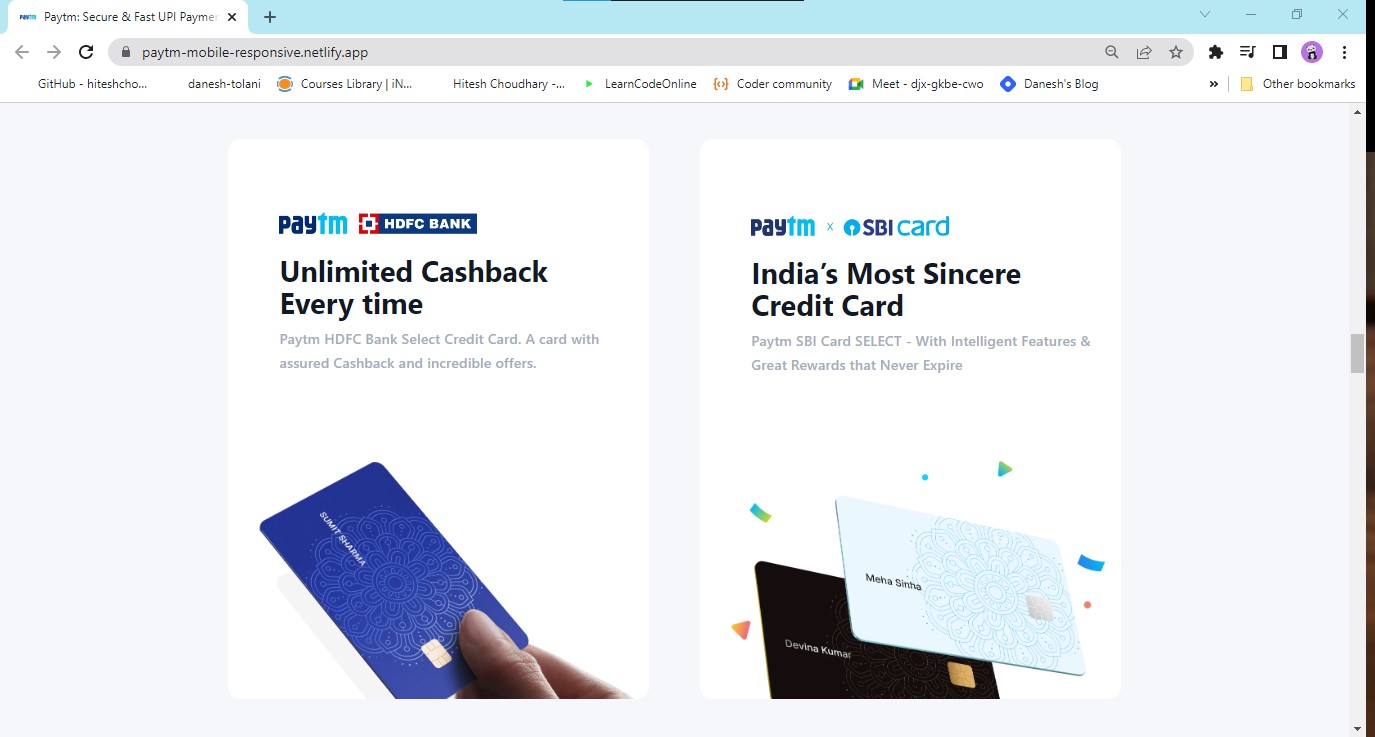 Paytm: Secure & Fast UPI Paymen
paytm-mobile-responsive.netlify.app
GitHub - hiteshcho... danesh-tolani Courses Library | iN... Hitesh Choudhary -... LearnCodeOnline Coder community Meet - djx-gkbe-cwo Danesh's Blog » Other bookmarks
paytm HDFC BANK
Unlimited Cashback
Every time
Paytm HDFC Bank Select Credit Card. A card with
assured Cashback and incredible offers.
SUMIT SHARMA
paytm x SBI card
India’s Most Sincere
Credit Card
Paytm SBI Card SELECT - With Intelligent Features &
Great Rewards that Never Expire
Meha Sinha
Devina Kumar